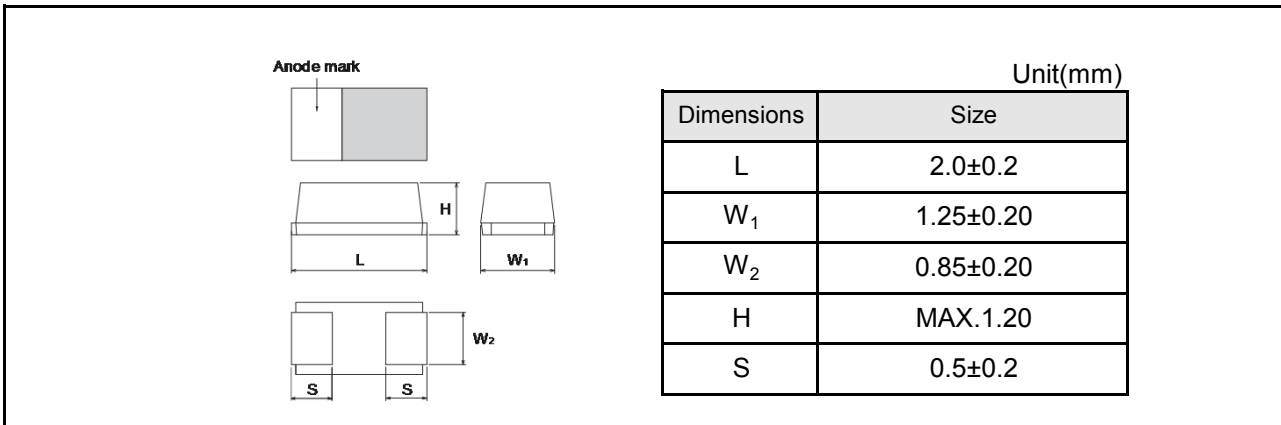 Anode mark
H
L
W₁
W₂
S S
Unit(mm)
Dimensions Size
L 2.0±0.2
W₁ 1.25±0.20
W₂ 0.85±0.20
H MAX.1.20
S 0.5±0.2